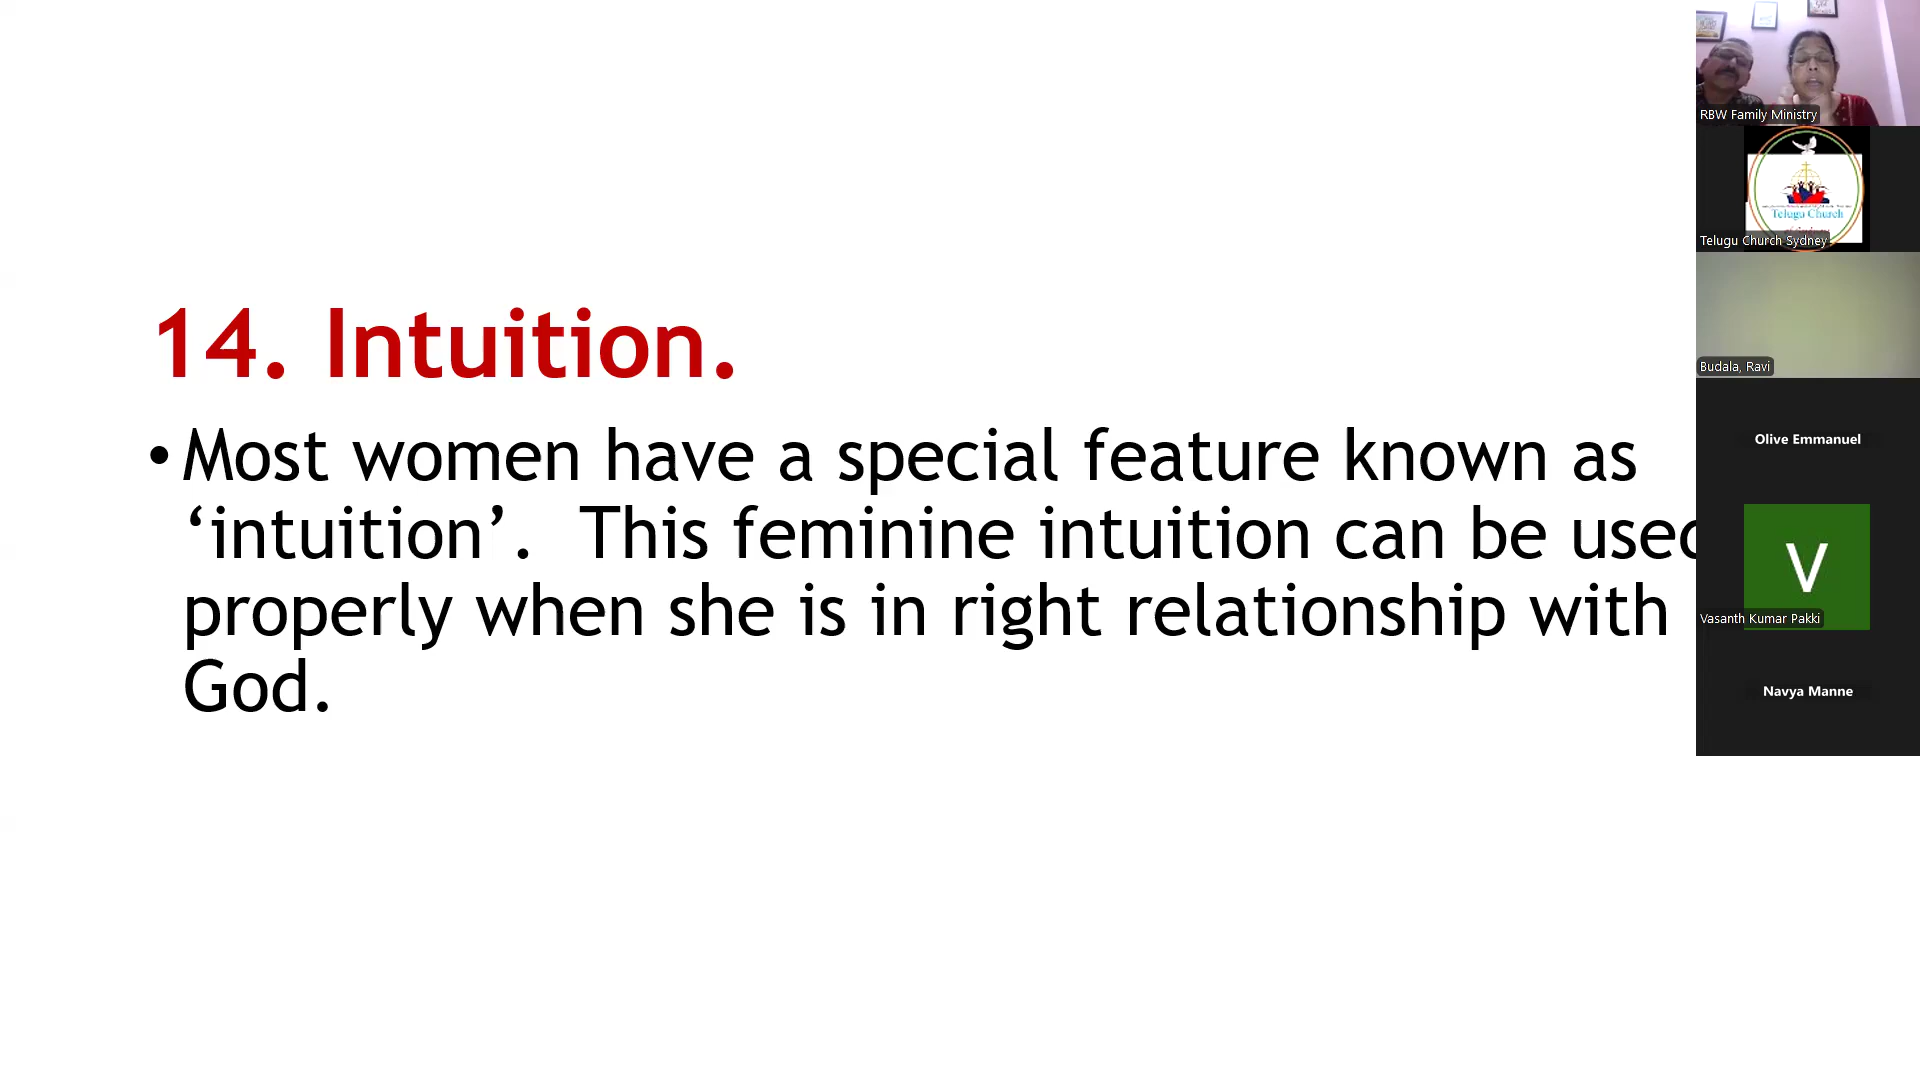 14. Intuition.
• Most women have a special feature known as
‘intuition’. This feminine intuition can be used
properly when she is in right relationship with
God.
RBW Family Ministry
Telugu Church
Telugu Church Sydney
Budala, Ravi
Olive Emmanuel
V
Vasanth Kumar Pakki
Navya Manne